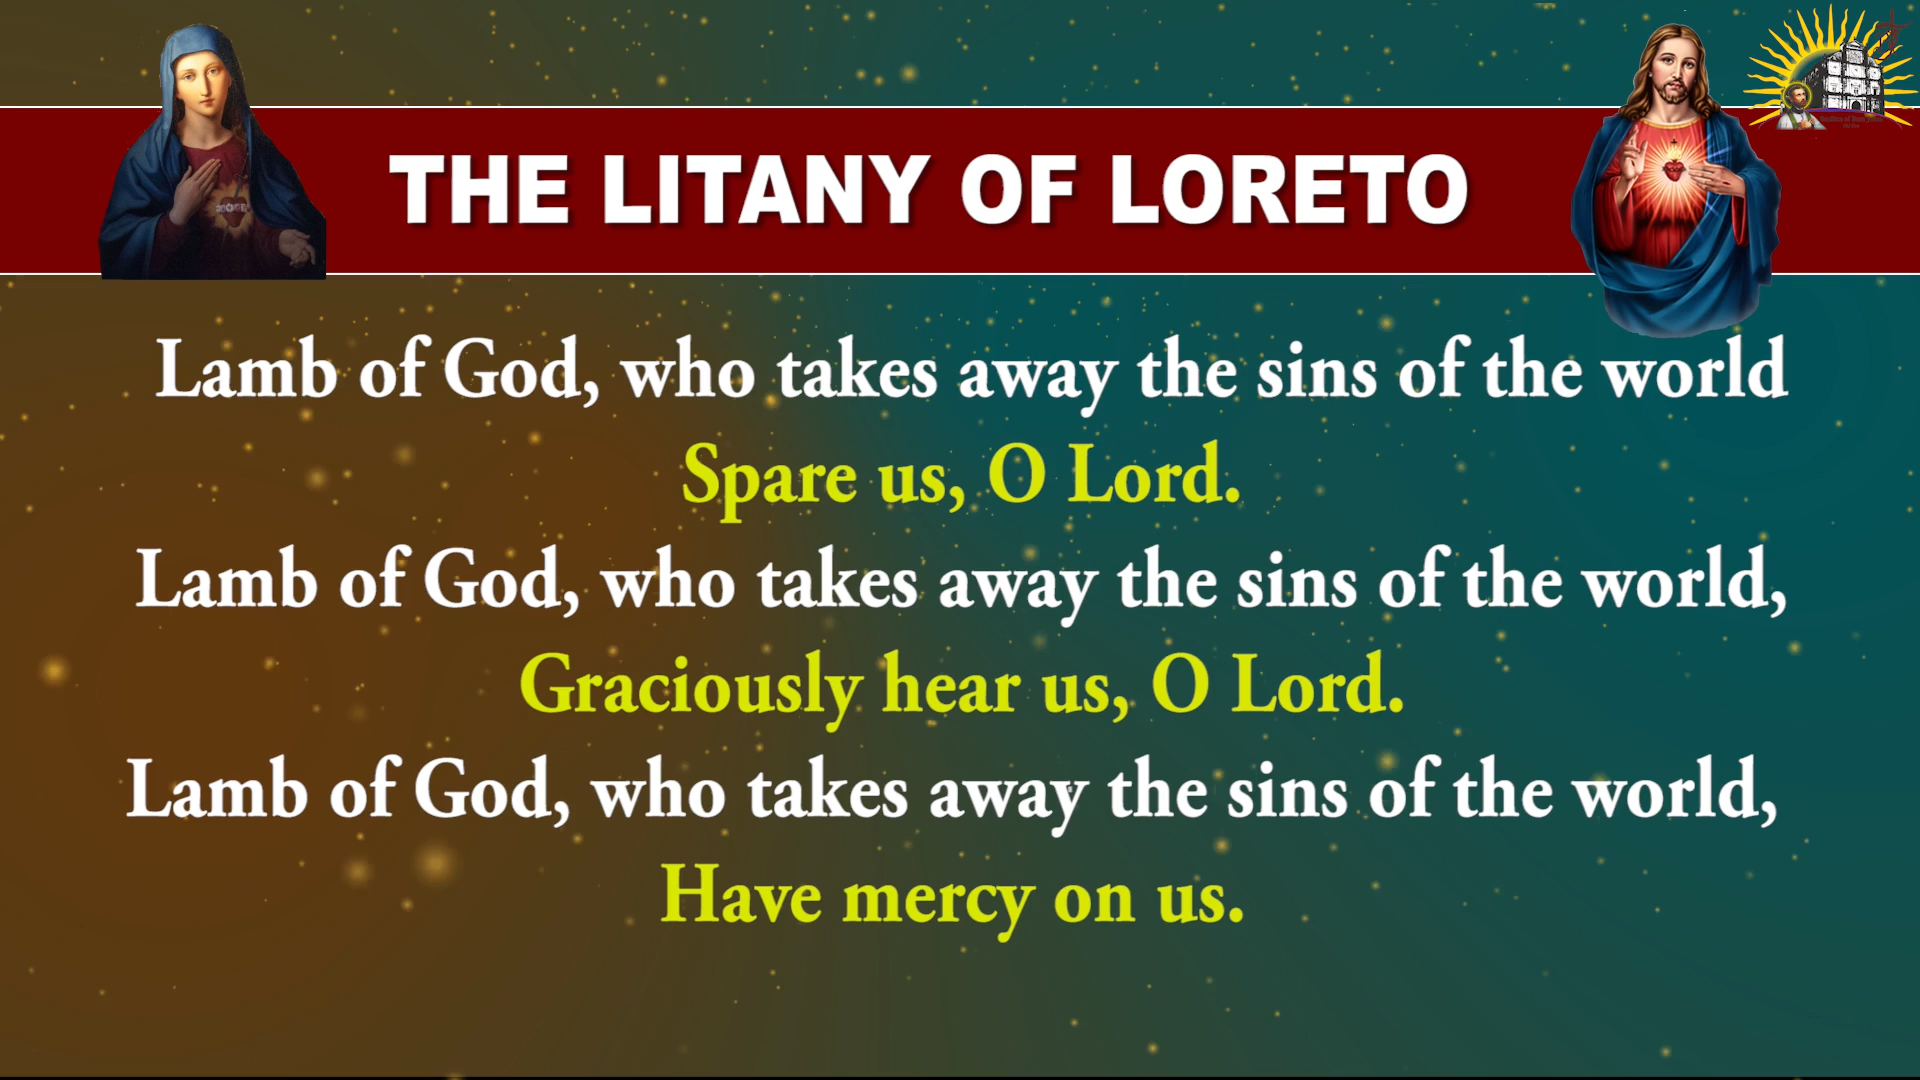 THE LITANY OF LORETO
Lamb of God, who takes away the sins of the world
Spare us, O Lord.
Lamb of God, who takes away the sins of the world,
Graciously hear us, O Lord.
Lamb of God, who takes away the sins of the world,
Have mercy on us.